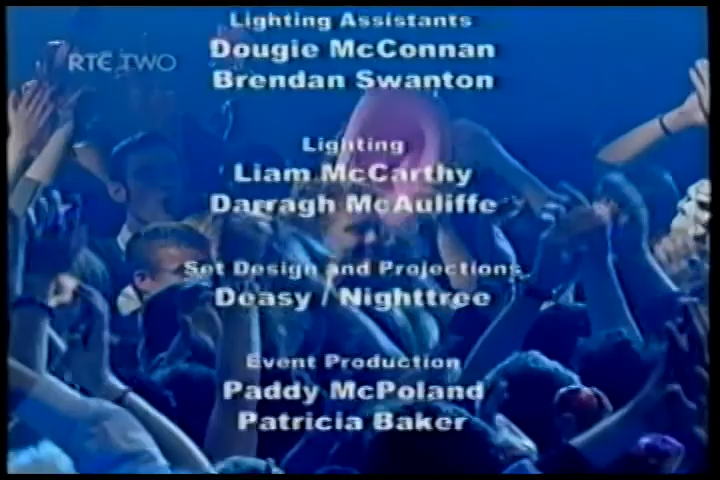 Lighting Assistants
Dougie McConnan
Brendan Swanton
RTÉ TWO
Lighting
Liam McCarthy
Darragh McAuliffe
Set Design and Projections
Deasy / Nighttree
Event Production
Paddy McPoland
Patricia Baker